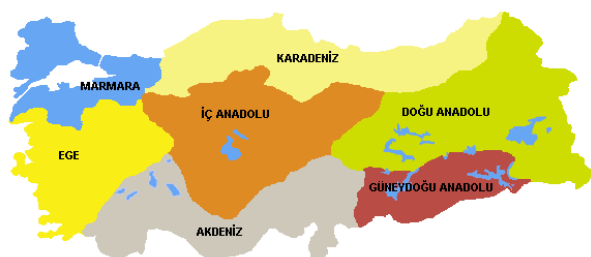 KARADENİZ
MARMARA
İÇ ANADOLU
DOĞU ANADOLU
EGE
GÜNEYDOĞU ANADOLU
AKDENİZ